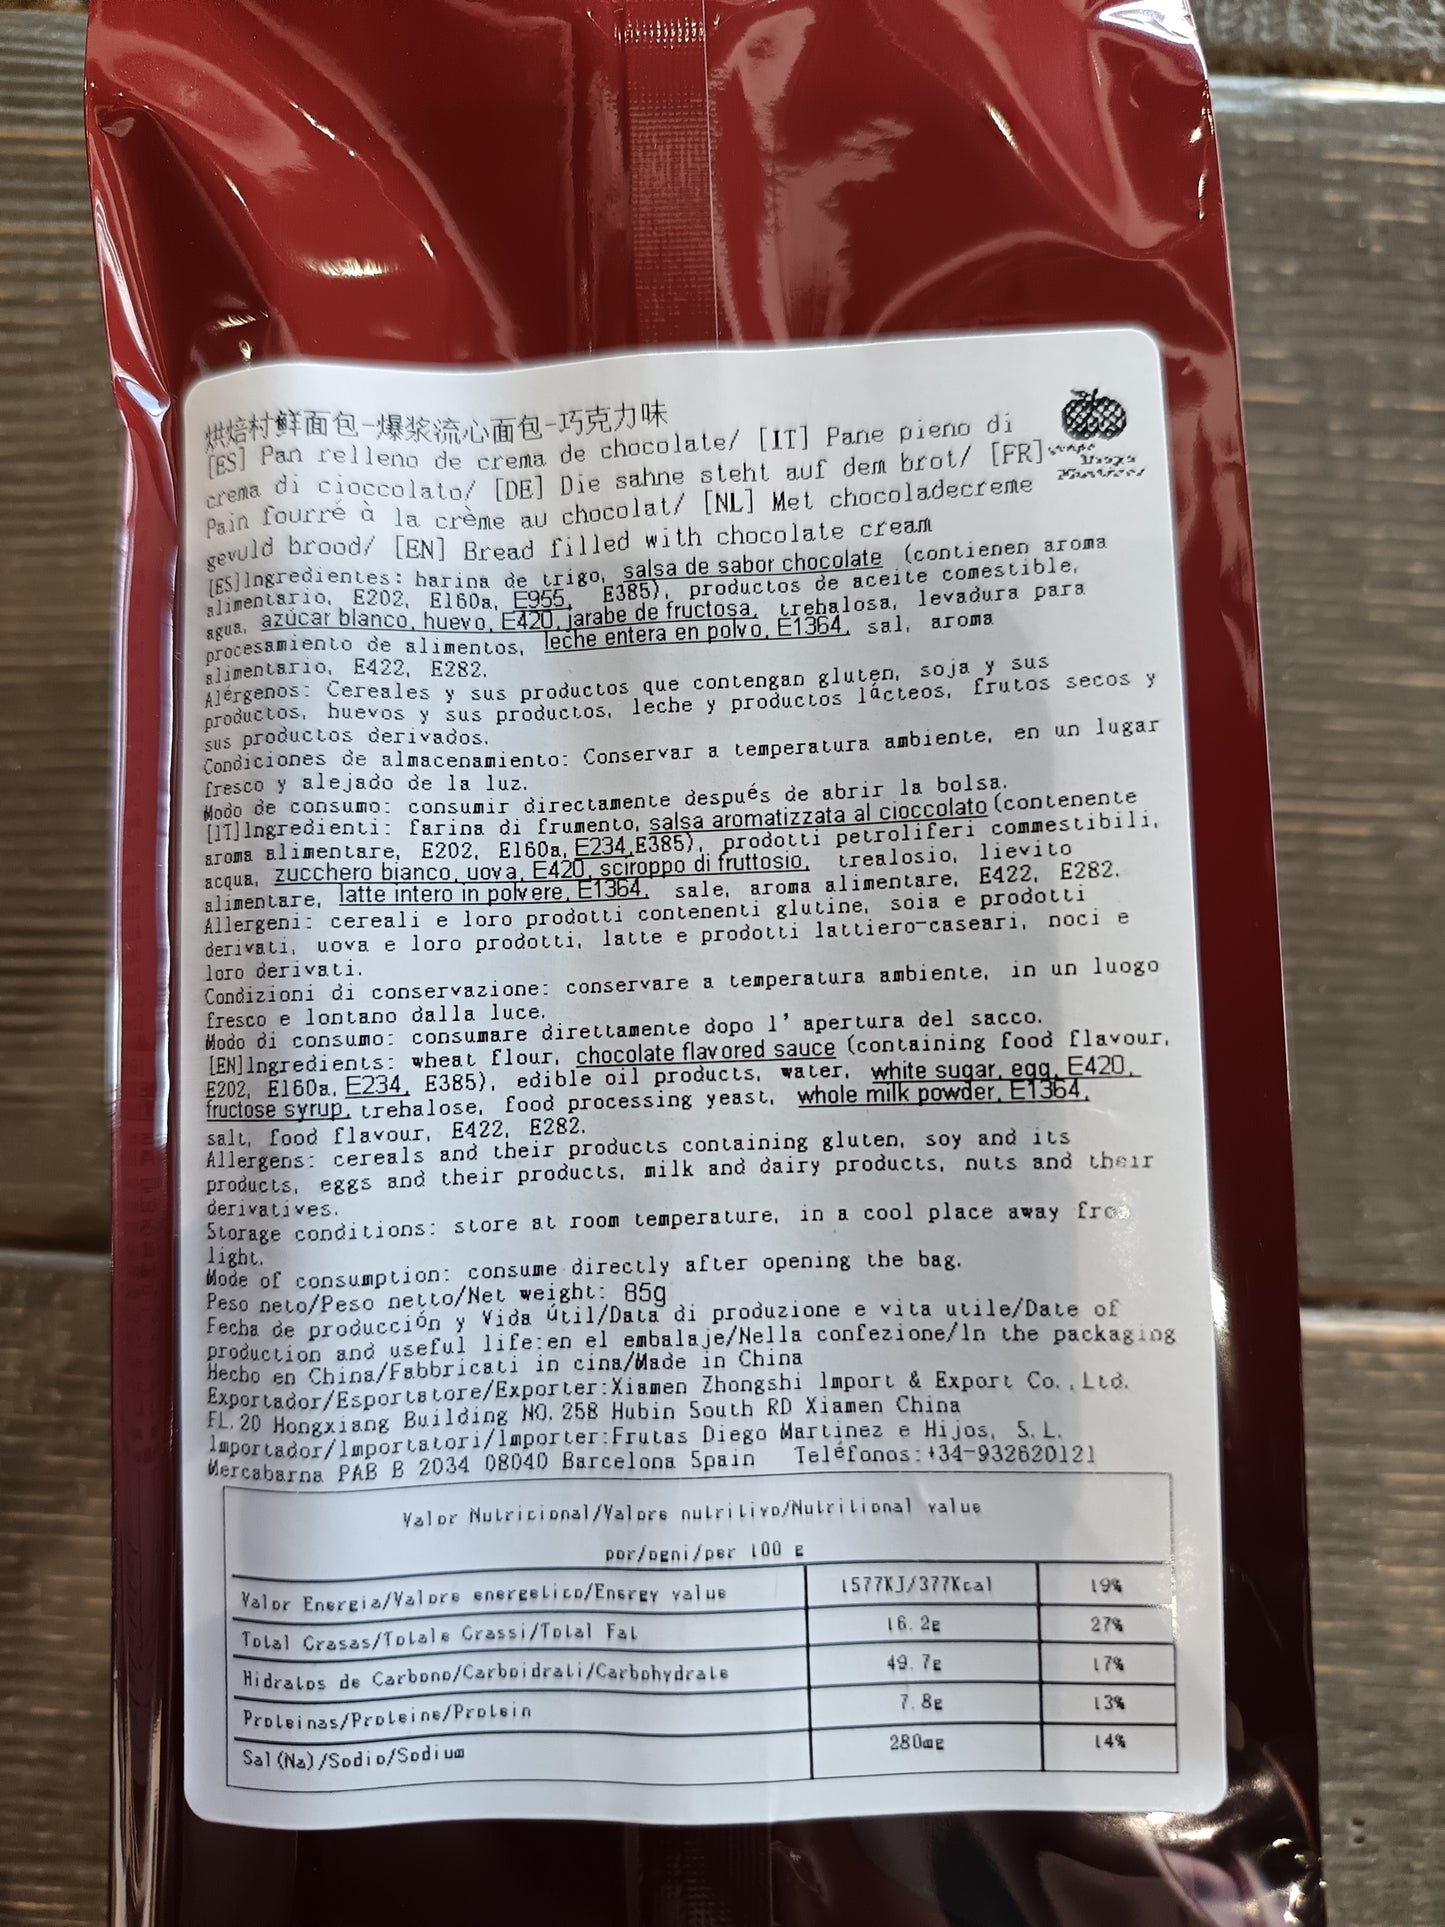 烘焙村鲜面包-爆浆流心面包-巧克力味
[ES] Pan relleno de crema de chocolate/ [IT] Pane pieno di
crema di cioccolato/ [DE] Die sahne steht auf dem brot/ [FR]
Pain fourré à la crème au chocolat/ [NL] Met chocoladecreme
gevuld brood/ [EN] Bread filled with chocolate cream
[ES]Ingredientes: harina de trigo, salsa de sabor chocolate (contienen aroma
alimentario, E202, E160a, E955, E385), productos de aceite comestible,
agua, azúcar blanco, huevo, E420, jarabe de fructosa, trehalosa, levadura para
procesamiento de alimentos, leche entera en polvo, E1364, sal, aroma
alimentario, E422, E282.
Alérgenos: Cereales y sus productos que contengan gluten, soja y sus
productos, huevos y sus productos, leche y productos lácteos, frutos secos y
sus productos derivados.
Condiciones de almacenamiento: Conservar a temperatura ambiente, en un lugar
fresco y alejado de la luz.
Modo de consumo: consumir directamente después de abrir la bolsa.
[IT]Ingredienti: farina di frumento, salsa aromatizzata al cioccolato (contenente
aroma alimentare, E202, E160a, E234,E385), prodotti petroliferi commestibili,
acqua, zucchero bianco, uova, E420, sciroppo di fruttosio, trealosio, lievito
alimentare, latte intero in polvere, E1364, sale, aroma alimentare, E422, E282.
Allergeni: cereali e loro prodotti contenenti glutine, soia e prodotti
derivati, uova e loro prodotti, latte e prodotti lattiero-caseari, noci e
loro derivati.
Condizioni di conservazione: conservare a temperatura ambiente, in un luogo
fresco e lontano dalla luce.
Modo di consumo: consumare direttamente dopo l' apertura del sacco.
[EN]Ingredients: wheat flour, chocolate flavored sauce (containing food flavour,
E202, E160a, E234, E385), edible oil products, water, white sugar, egg, E420,
fructose syrup, trehalose, food processing yeast, whole milk powder, E1364,
salt, food flavour, E422, E282.
Allergens: cereals and their products containing gluten, soy and its
products, eggs and their products, milk and dairy products, nuts and their
derivatives.
Storage conditions: store at room temperature, in a cool place away from
light.
Mode of consumption: consume directly after opening the bag.
Peso neto/Peso netto/Net weight: 85g
Fecha de producción y Vida útil/Data di produzione e vita utile/Date of
production and useful life:en el embalaje/Nella confezione/In the packaging
Hecho en China/Fabbricati in cina/Made in China
Exportador/Esportatore/Exporter:Xiamen Zhongshi Import & Export Co., Ltd.
FL.20 Hongxiang Building NO.258 Hubin South RD Xiamen China
Importador/Importatori/Importer:Frutas Diego Martinez e Hijos, S.L.
Mercabarna PAB B 2034 08040 Barcelona Spain Teléfonos:+34-932620121
Valor Nutricional/Valore nutritivo/Nutritional value
por/ogni/per 100 g
Valor Energia/Valore energetico/Energy value 1577KJ/377Kcal 19%
Total Grasas/Totale Grassi/Total Fat 16.2g 27%
Hidratos de Carbono/Carboidrati/Carbohydrate 49.7g 17%
Proteinas/Proteine/Protein 7.8g 13%
Sal(Na)/Sodio/Sodium 280mg 14%